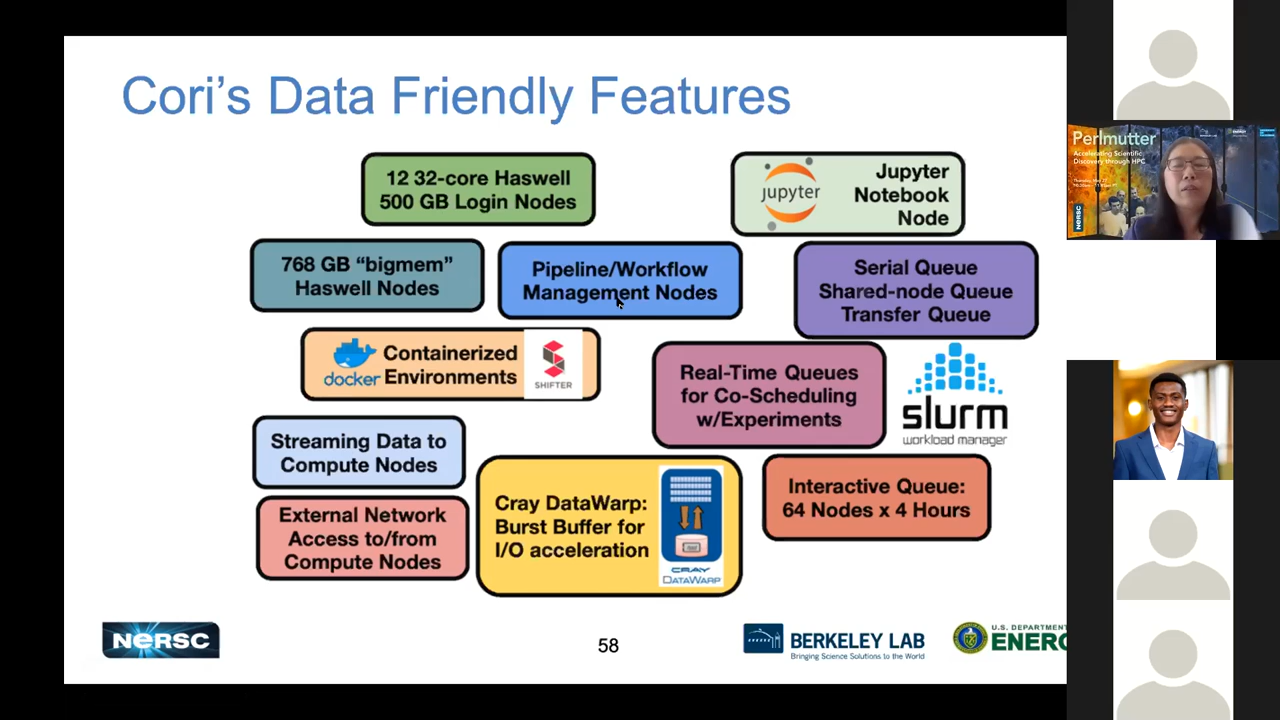 Cori's Data Friendly Features
12 32-core Haswell
500 GB Login Nodes
jupyter
Jupyter
Notebook
Node
768 GB “bigmem”
Haswell Nodes
Pipeline/Workflow
Management Nodes
Serial Queue
Shared-node Queue
Transfer Queue
docker
Containerized
Environments
SHIFTER
Real-Time Queues
for Co-Scheduling
w/Experiments
slurm
workload manager
Streaming Data to
Compute Nodes
External Network
Access to/from
Compute Nodes
Cray DataWarp:
Burst Buffer for
I/O acceleration
CRAY
DATAWARP
Interactive Queue:
64 Nodes x 4 Hours
NERSC
58
BERKELEY LAB
Bringing Science Solutions to the World
U.S. DEPARTMENT
ENERG
Perlmutter
Accelerating Scientific
Discovery through HPC
NERSC